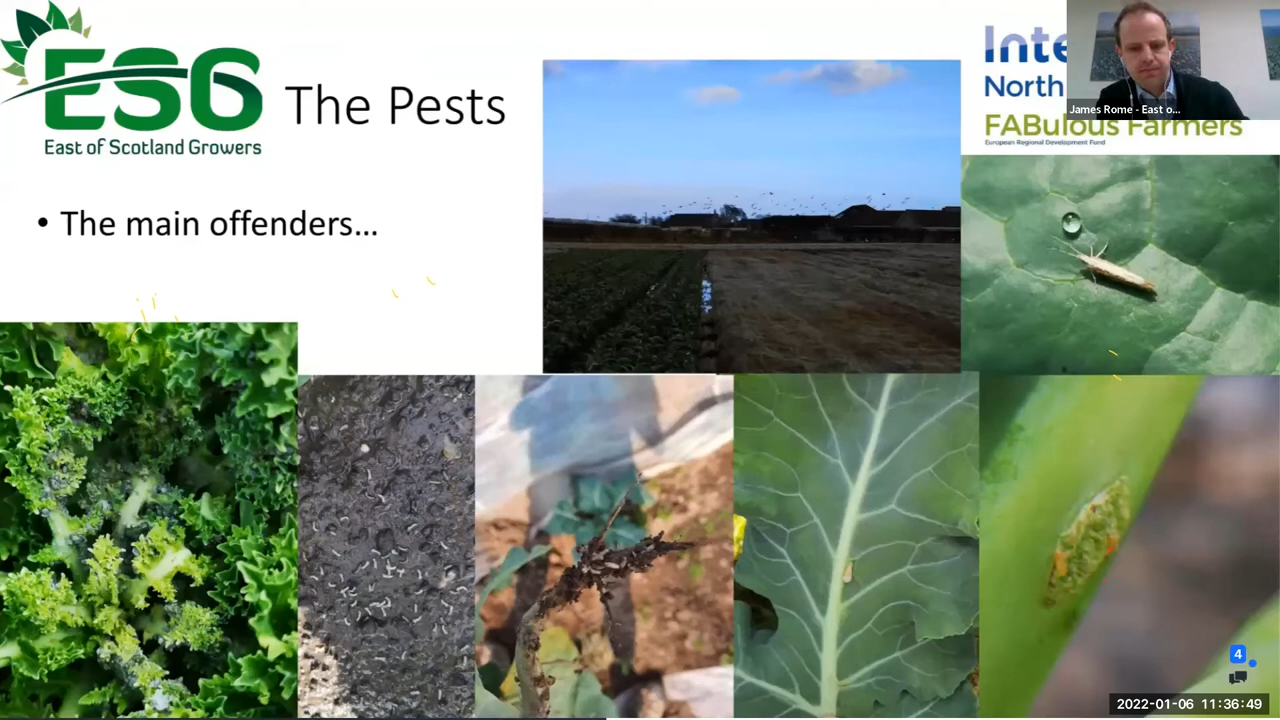 ESG
East of Scotland Growers
The Pests
• The main offenders...
Inte
North
FABulous Farmers
European Regional Development Fund
James Rome - East o...
4
2022-01-06 11:36:49